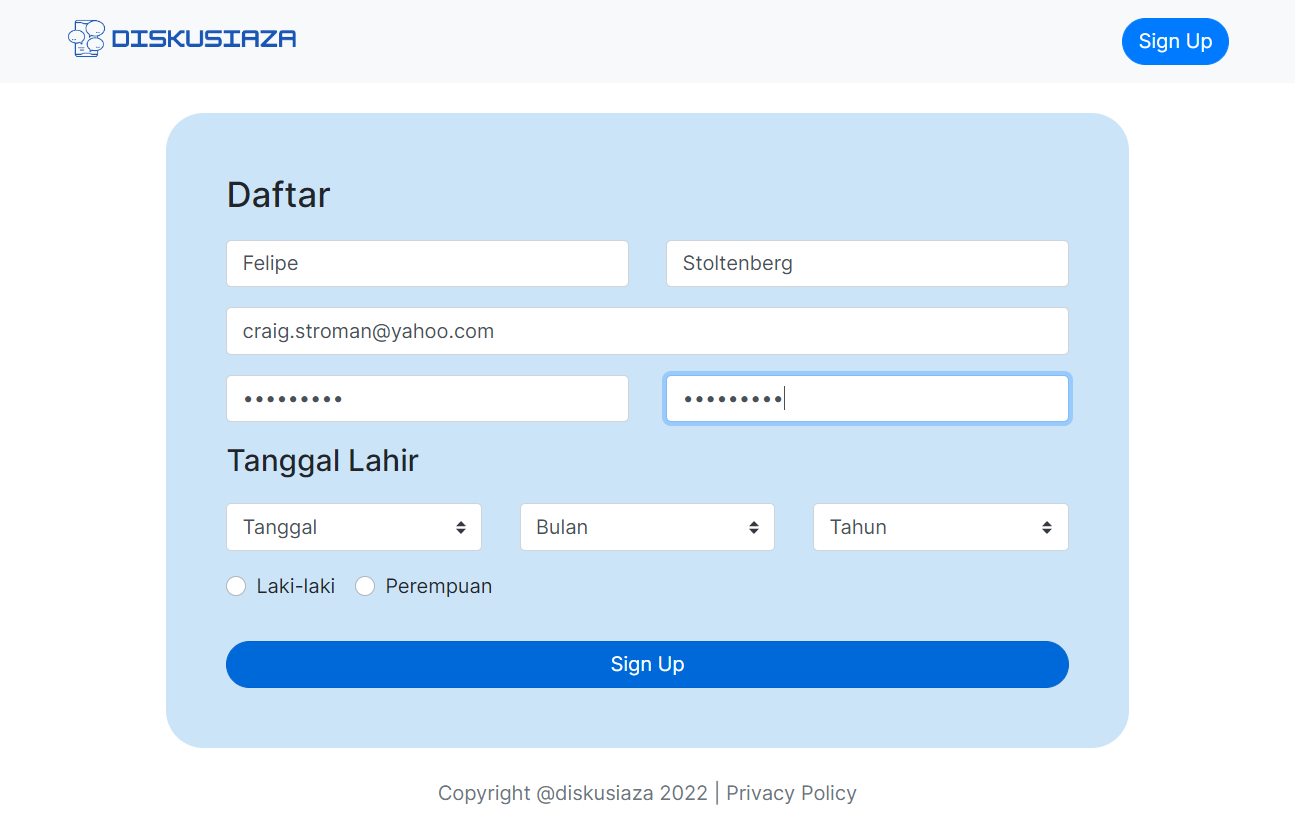 DISKUSIAZA
Sign Up
Daftar
Felipe
Stoltenberg
craig.stroman@yahoo.com
•••••••••
•••••••••
Tanggal Lahir
Tanggal
Bulan
Tahun
Laki-laki
Perempuan
Sign Up
Copyright @diskusiaza 2022 | Privacy Policy